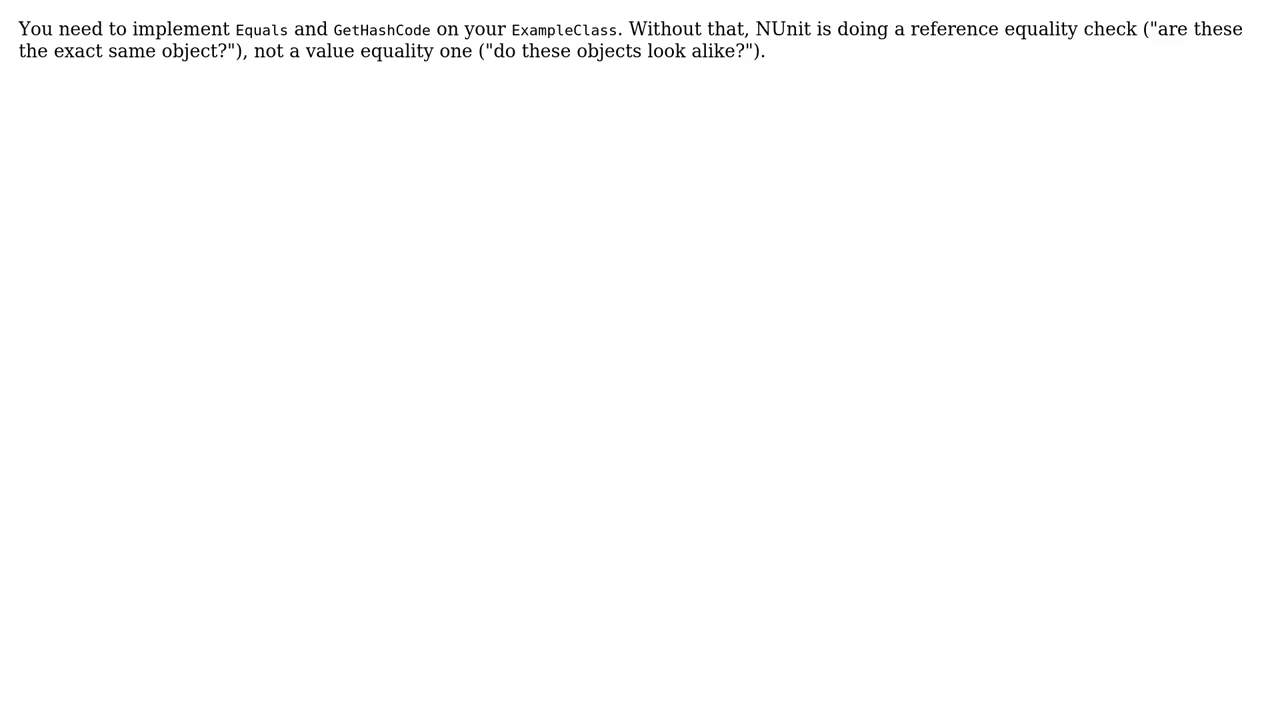 You need to implement Equals and GetHashCode on your ExampleClass. Without that, NUnit is doing a reference equality check ("are these
the exact same object?"), not a value equality one ("do these objects look alike?").